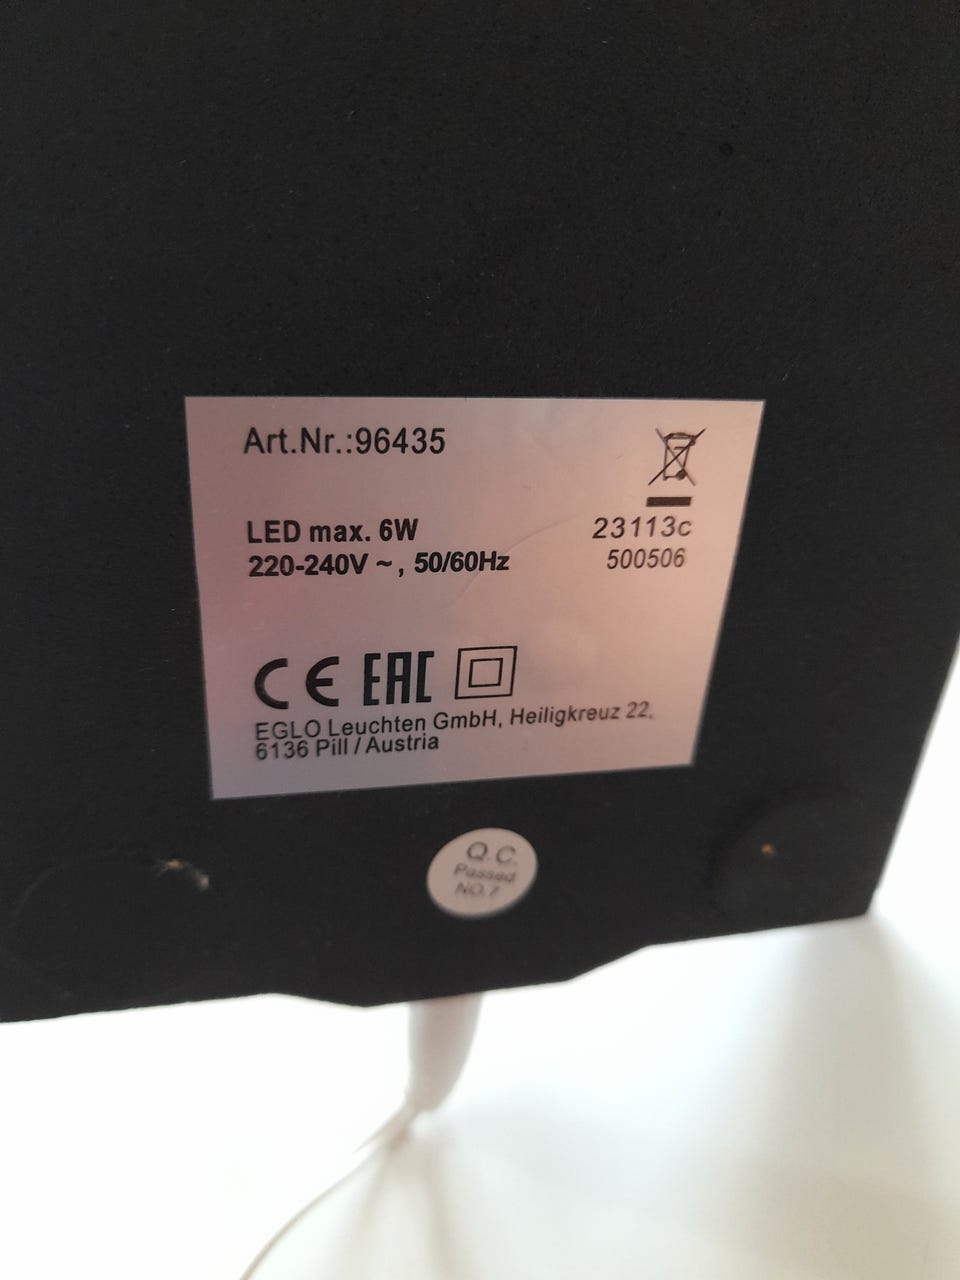 Art.Nr.:96435
LED max. 6W
220-240V ~, 50/60Hz
23113c
500506
CE EAC
EGLO Leuchten GmbH, Heiligkreuz 22,
6136 Pill / Austria
Q.C.
Passed
NO.7